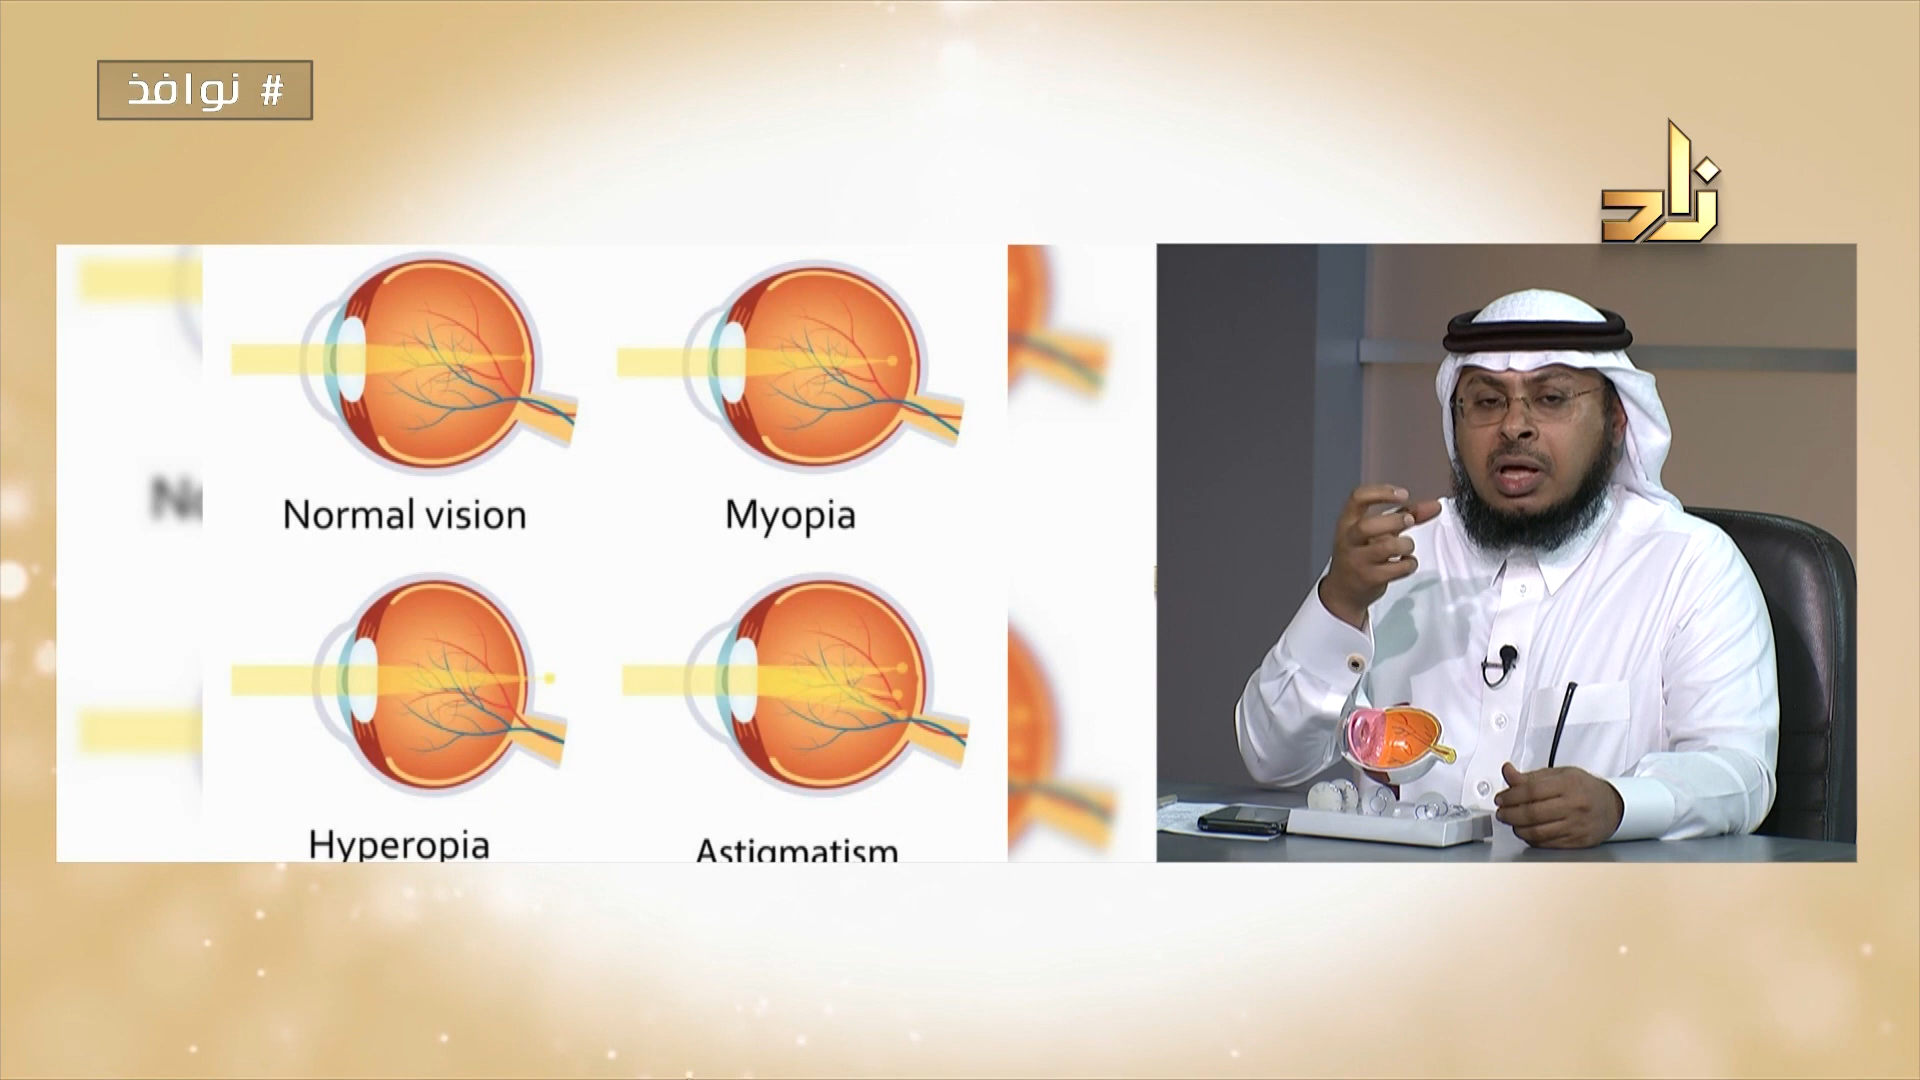 # نوافذ
زاد
Normal vision
Myopia
Hyperopia
Astigmatism